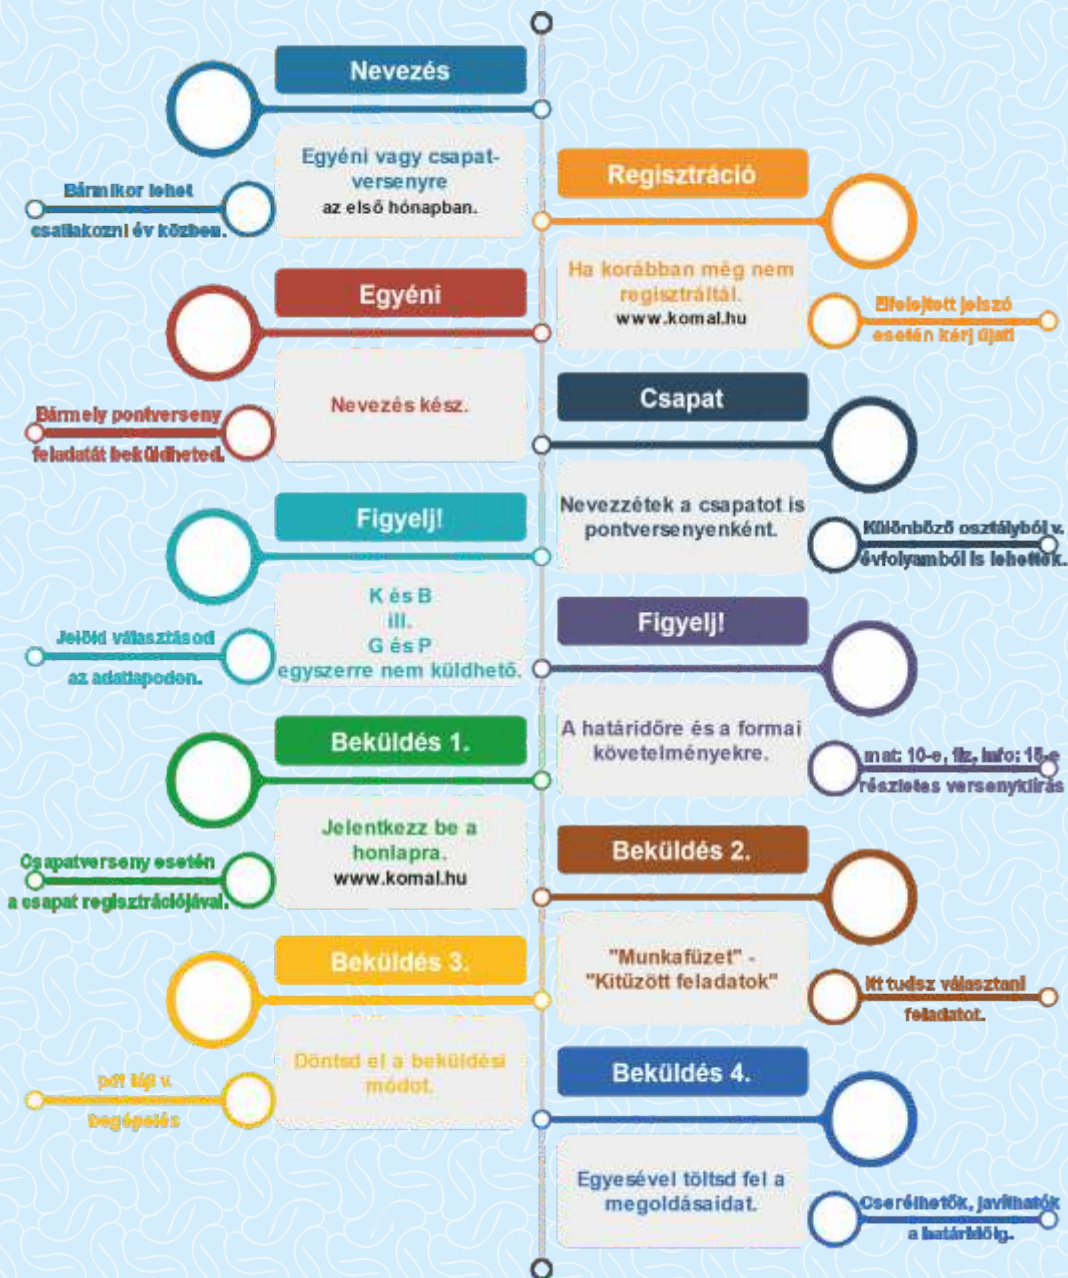 Nevezés
Egyéni vagy csapat-
versenyre
az első hónapban.
Bármikor lehet
csatlakozni év közben.
Regisztráció
Ha korábban még nem
regisztráltál.
www.komal.hu
Elfelejtett jelszó
esetén kérj újat!
Egyéni
Nevezés kész.
Bármely pontverseny
feladatát beküldheted.
Csapat
Nevezzétek a csapatot is
pontversenyenként.
Különböző osztályból v.
évfolyamból is lehettek.
Figyelj!
K és B
ill.
G és P
egyszerre nem küldhető.
Jelöld választásod
az adatlapodon.
Figyelj!
A határidőre és a formai
követelményekre.
mat: 10-e, fiz, info: 15-e
részletes versenykiírás
Beküldés 1.
Jelentkezz be a
honlapra.
www.komal.hu
Csapatverseny esetén
a csapat regisztrációjával.
Beküldés 2.
"Munkafüzet" -
"Kitűzött feladatok"
Itt tudsz választani
feladatot.
Beküldés 3.
Döntsd el a beküldési
módot.
pdf fájl v.
begépelés
Beküldés 4.
Egyesével töltsd fel a
megoldásaidat.
Cserélhetők, javíthatók
a határidőig.